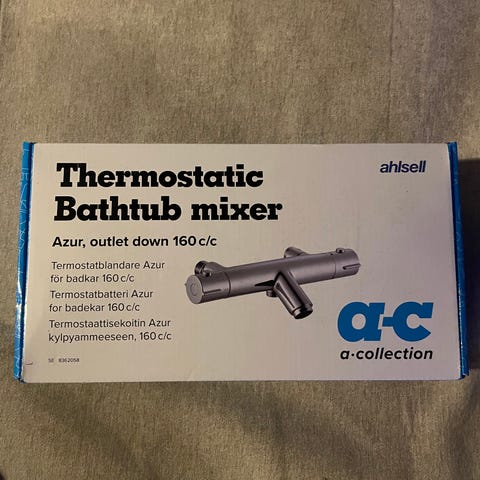 Thermostatic
Bathtub mixer
ahlsell
Azur, outlet down 160 c/c
Termostatblandare Azur
för badkar 160 c/c
Termostatbatteri Azur
for badekar 160 c/c
Termostaattisekoitin Azur
kylpyammeeseen, 160 c/c
a-c
a·collection
SE 8362058